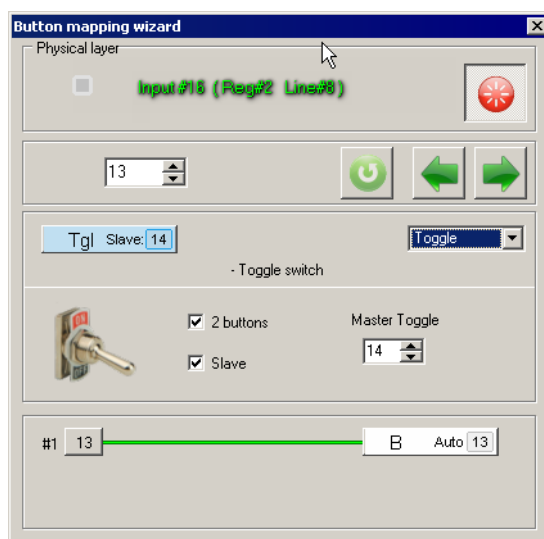 Button mapping wizard
Physical layer
Input#16 (Reg#2 Line#8)
13
Tgl Slave: 14
Toggle
- Toggle switch
2 buttons
Master Toggle
14
Slave
#1 13
B Auto 13